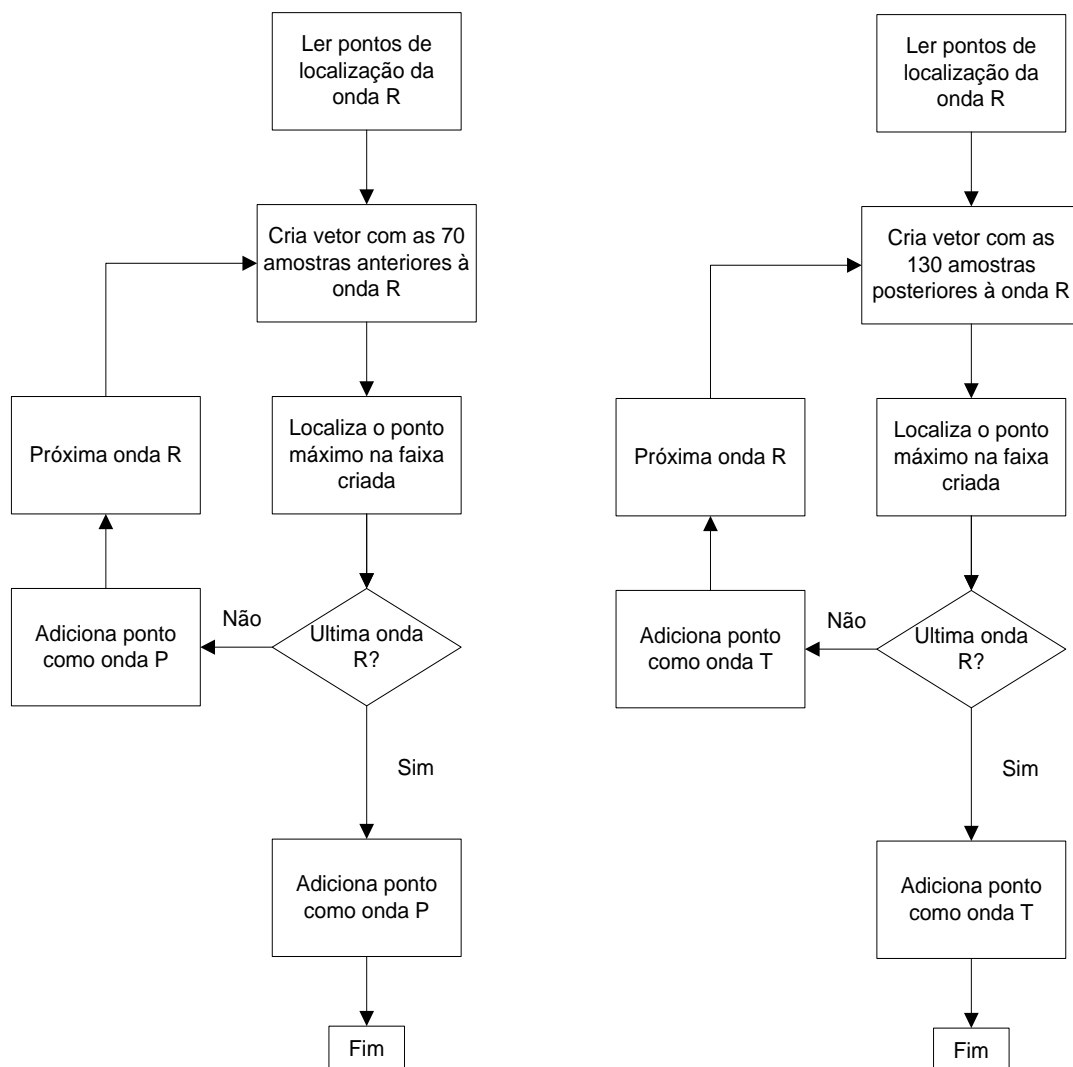 Ler pontos de
localização da
onda R
Cria vetor com as 70
amostras anteriores à
onda R
Localiza o ponto
máximo na faixa
criada
Próxima onda R
Não
Adiciona ponto
como onda P
Ultima onda
R?
Sim
Adiciona ponto
como onda P
Fim
Ler pontos de
localização da
onda R
Cria vetor com as
130 amostras
posteriores à onda R
Localiza o ponto
máximo na faixa
criada
Próxima onda R
Não
Adiciona ponto
como onda T
Ultima onda
R?
Sim
Adiciona ponto
como onda T
Fim